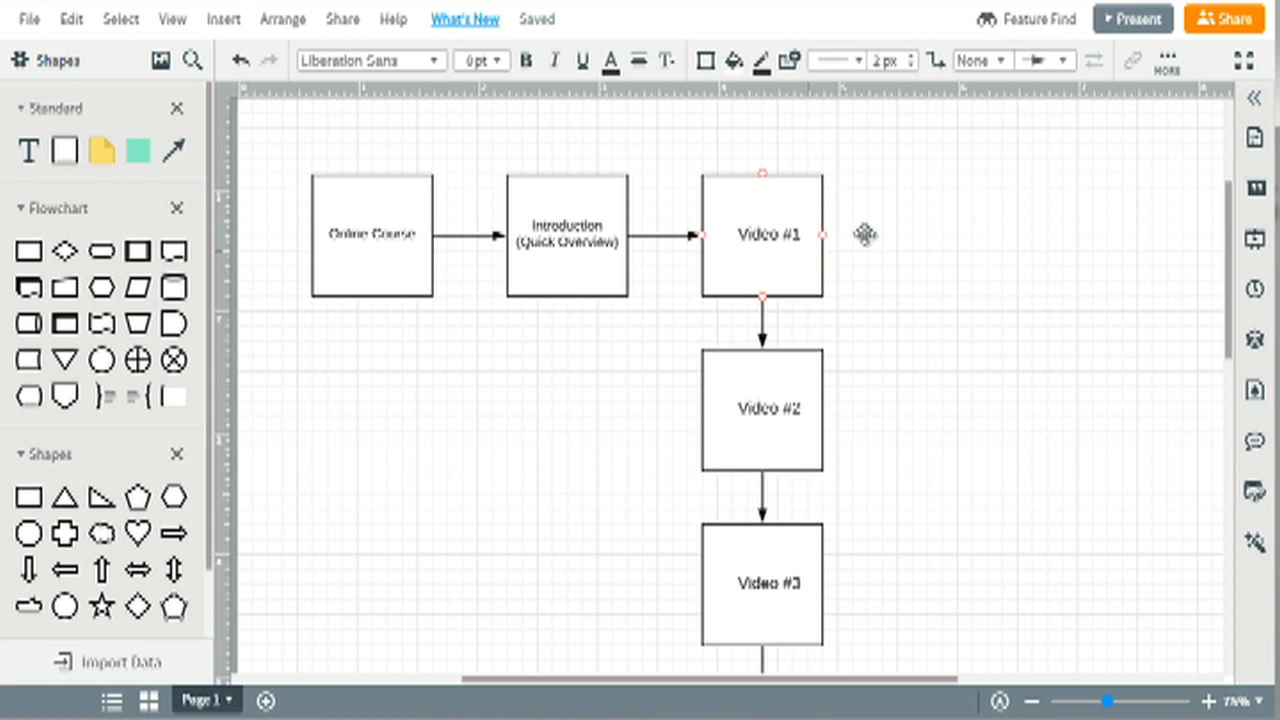 File Edit Select View Insert Arrange Share Help What's New Saved Feature Find Present Share
Shapes Liberation Sans 0pt B I U A T 2 px None MORE
Standard
T
Flowchart
Online Course
Introduction
(Quick Overview)
Video #1
Video #2
Shapes
Video #3
Import Data
Page 1 75%